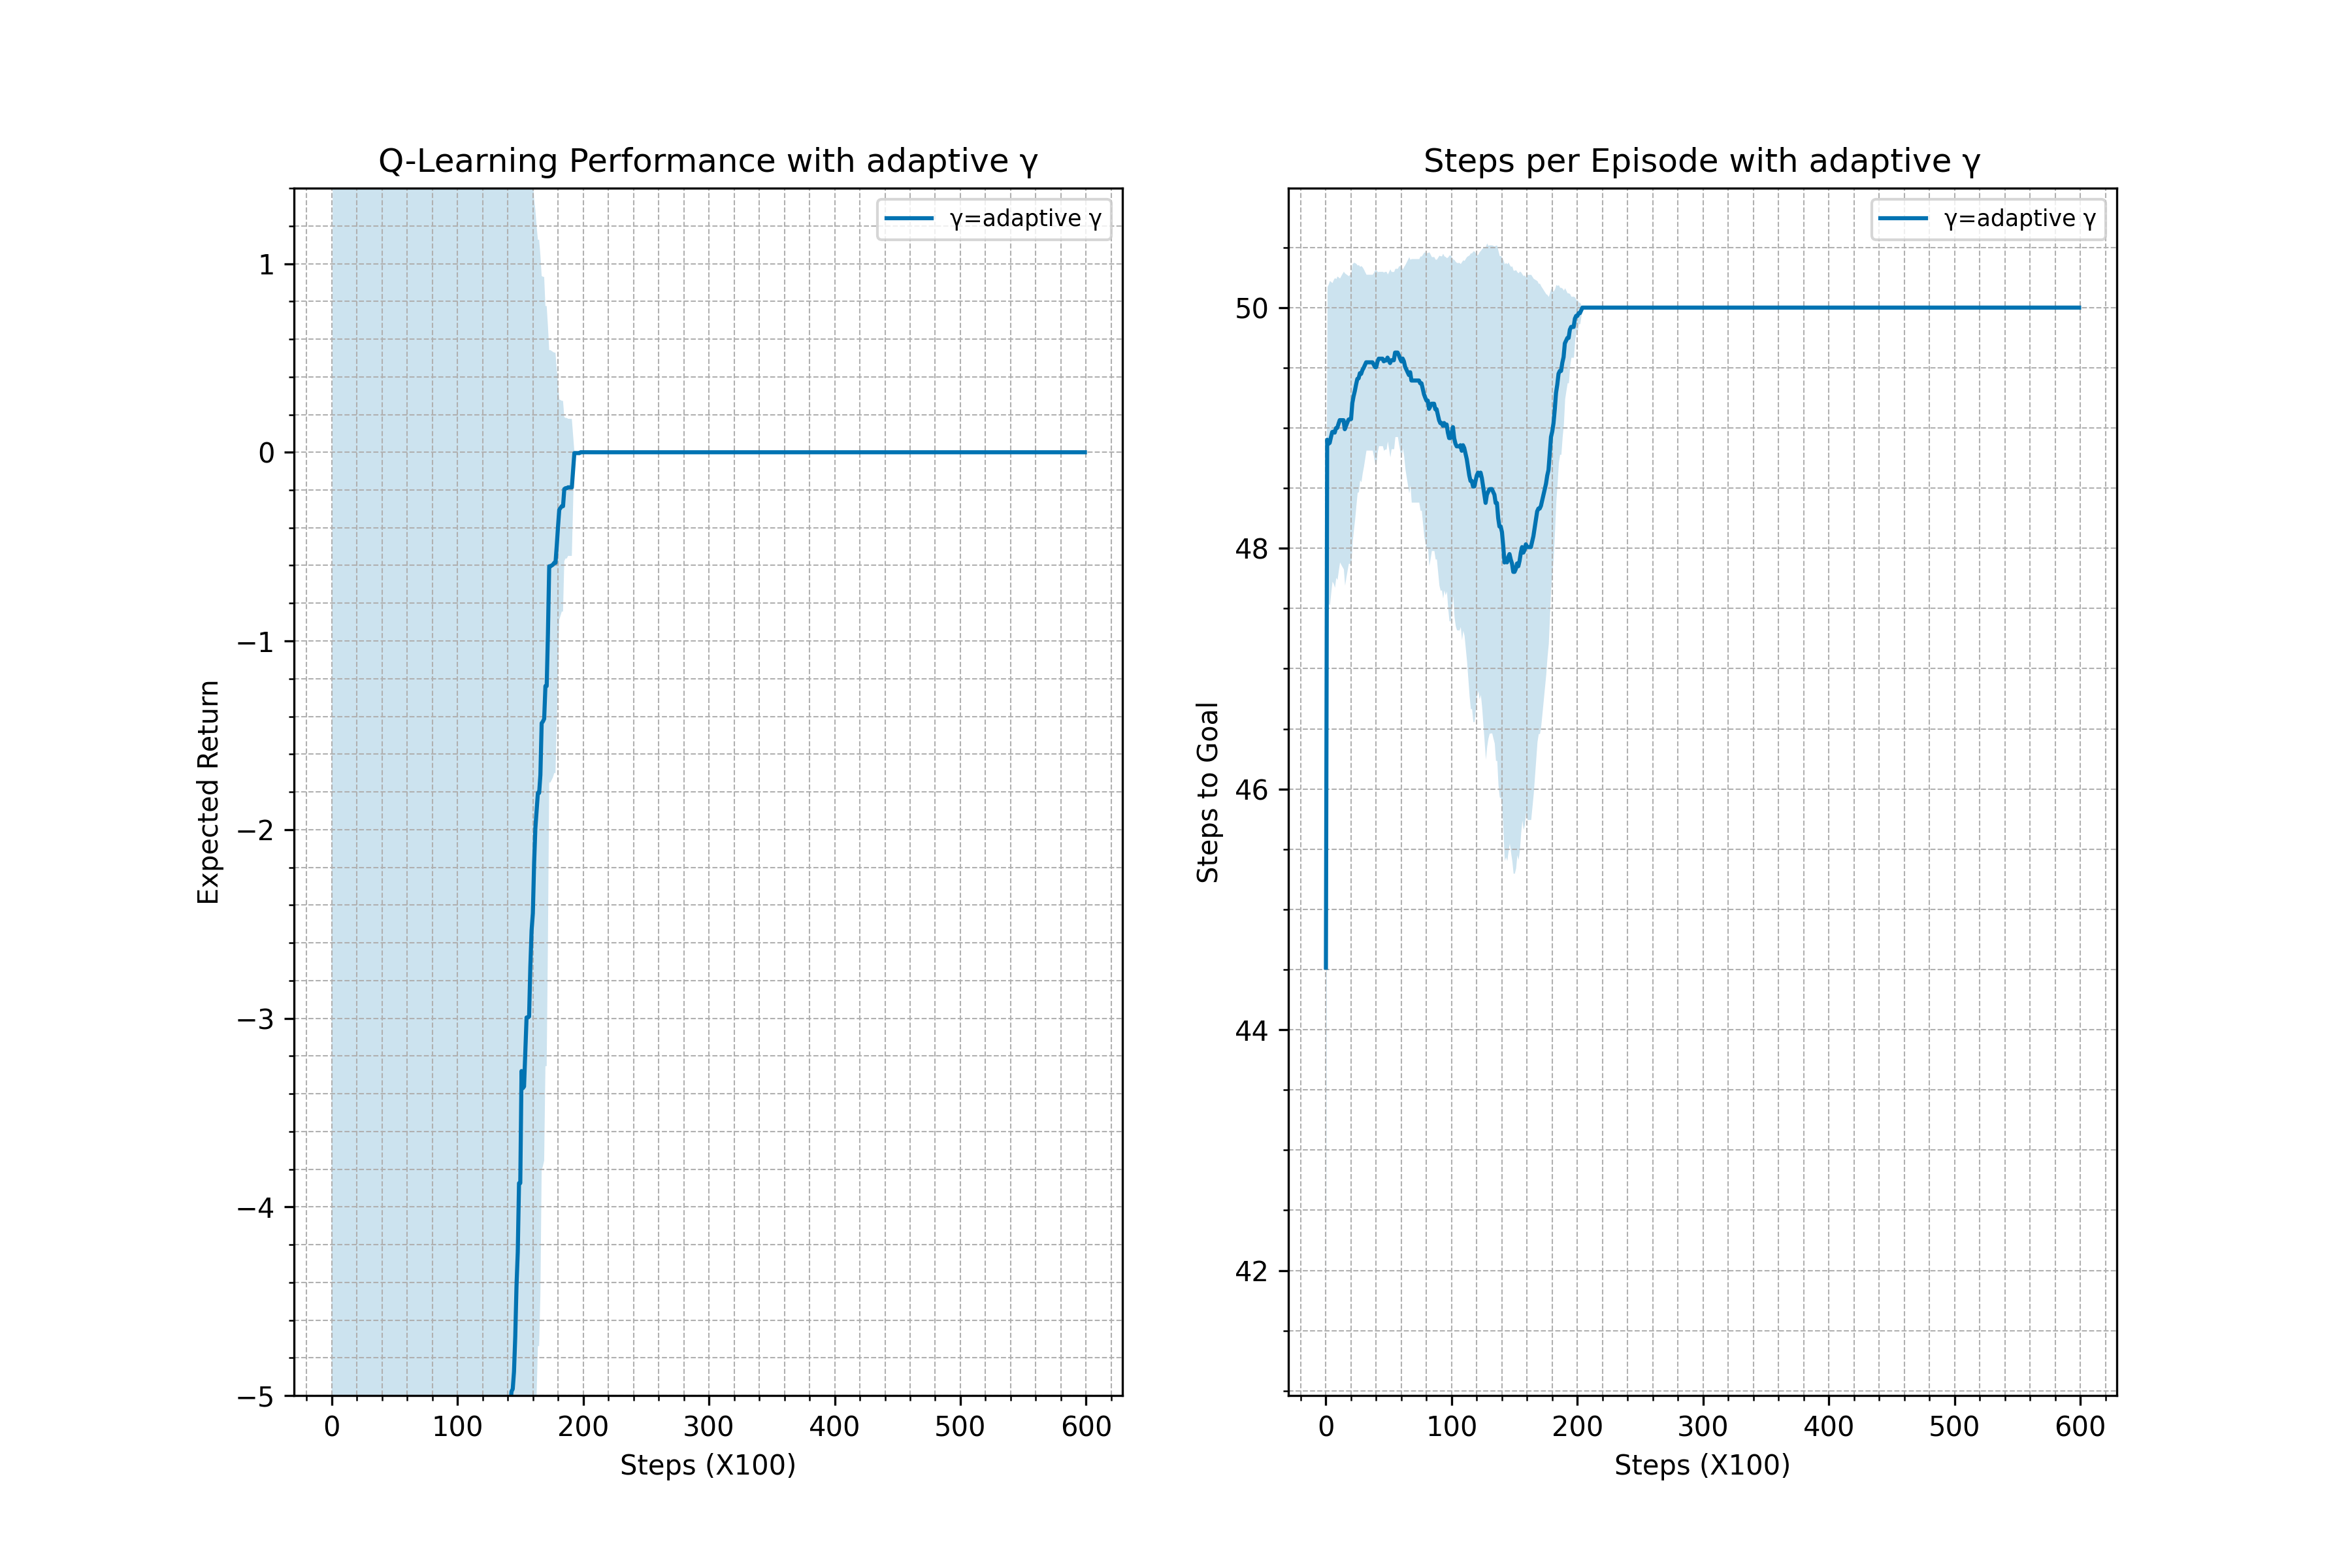 Q-Learning Performance with adaptive γ
γ=adaptive γ
1
0
−1
−2
−3
−4
−5
Expected Return
0 100 200 300 400 500 600
Steps (X100)
Steps per Episode with adaptive γ
γ=adaptive γ
50
48
46
44
42
Steps to Goal
0 100 200 300 400 500 600
Steps (X100)